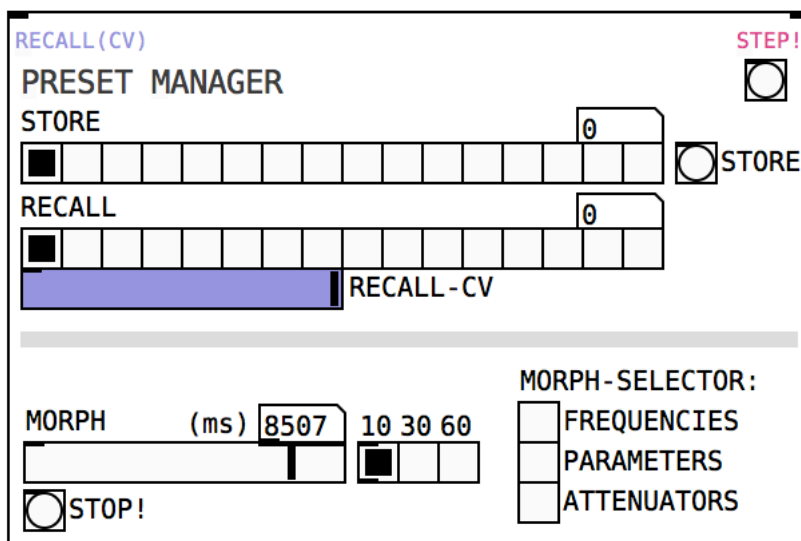 RECALL(CV) STEP!
PRESET MANAGER
STORE 0
STORE
RECALL 0
RECALL-CV
MORPH-SELECTOR:
MORPH (ms) 8507 10 30 60
FREQUENCIES
PARAMETERS
ATTENUATORS
STOP!